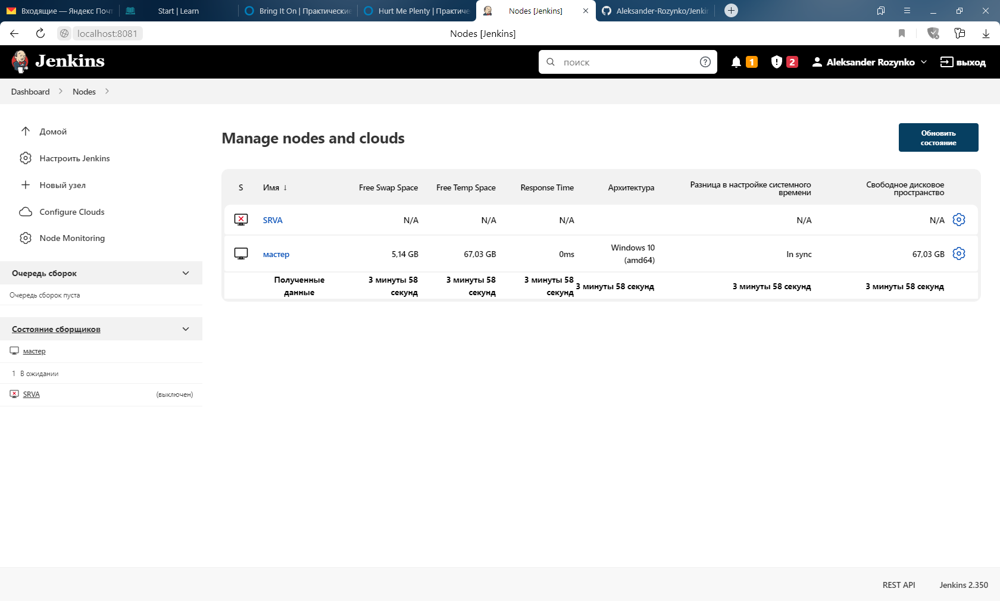 Входящие — Яндекс Почт
Start | Learn
Bring It On | Практические
Hurt Me Plenty | Практиче
Nodes [Jenkins]
Aleksander-Rozynko/Jenkin
localhost:8081
Nodes [Jenkins]
Jenkins
поиск
1
2
Aleksander Rozynko
выход
Dashboard
Nodes
Домой
Настроить Jenkins
Новый узел
Configure Clouds
Node Monitoring
Очередь сборок
Очередь сборок пуста
Состояние сборщиков
мастер
1 В ожидании
SRVA (выключен)
Manage nodes and clouds
Обновить
состояние
S Имя ↓ Free Swap Space Free Temp Space Response Time Архитектура Разница в настройке системного времени Свободное дисковое пространство
SRVA N/A N/A N/A N/A N/A
мастер 5,14 GB 67,03 GB 0ms Windows 10 (amd64) In sync 67,03 GB
Полученные данные 3 минуты 58 секунд 3 минуты 58 секунд 3 минуты 58 секунд 3 минуты 58 секунд 3 минуты 58 секунд 3 минуты 58 секунд
REST API
Jenkins 2.350